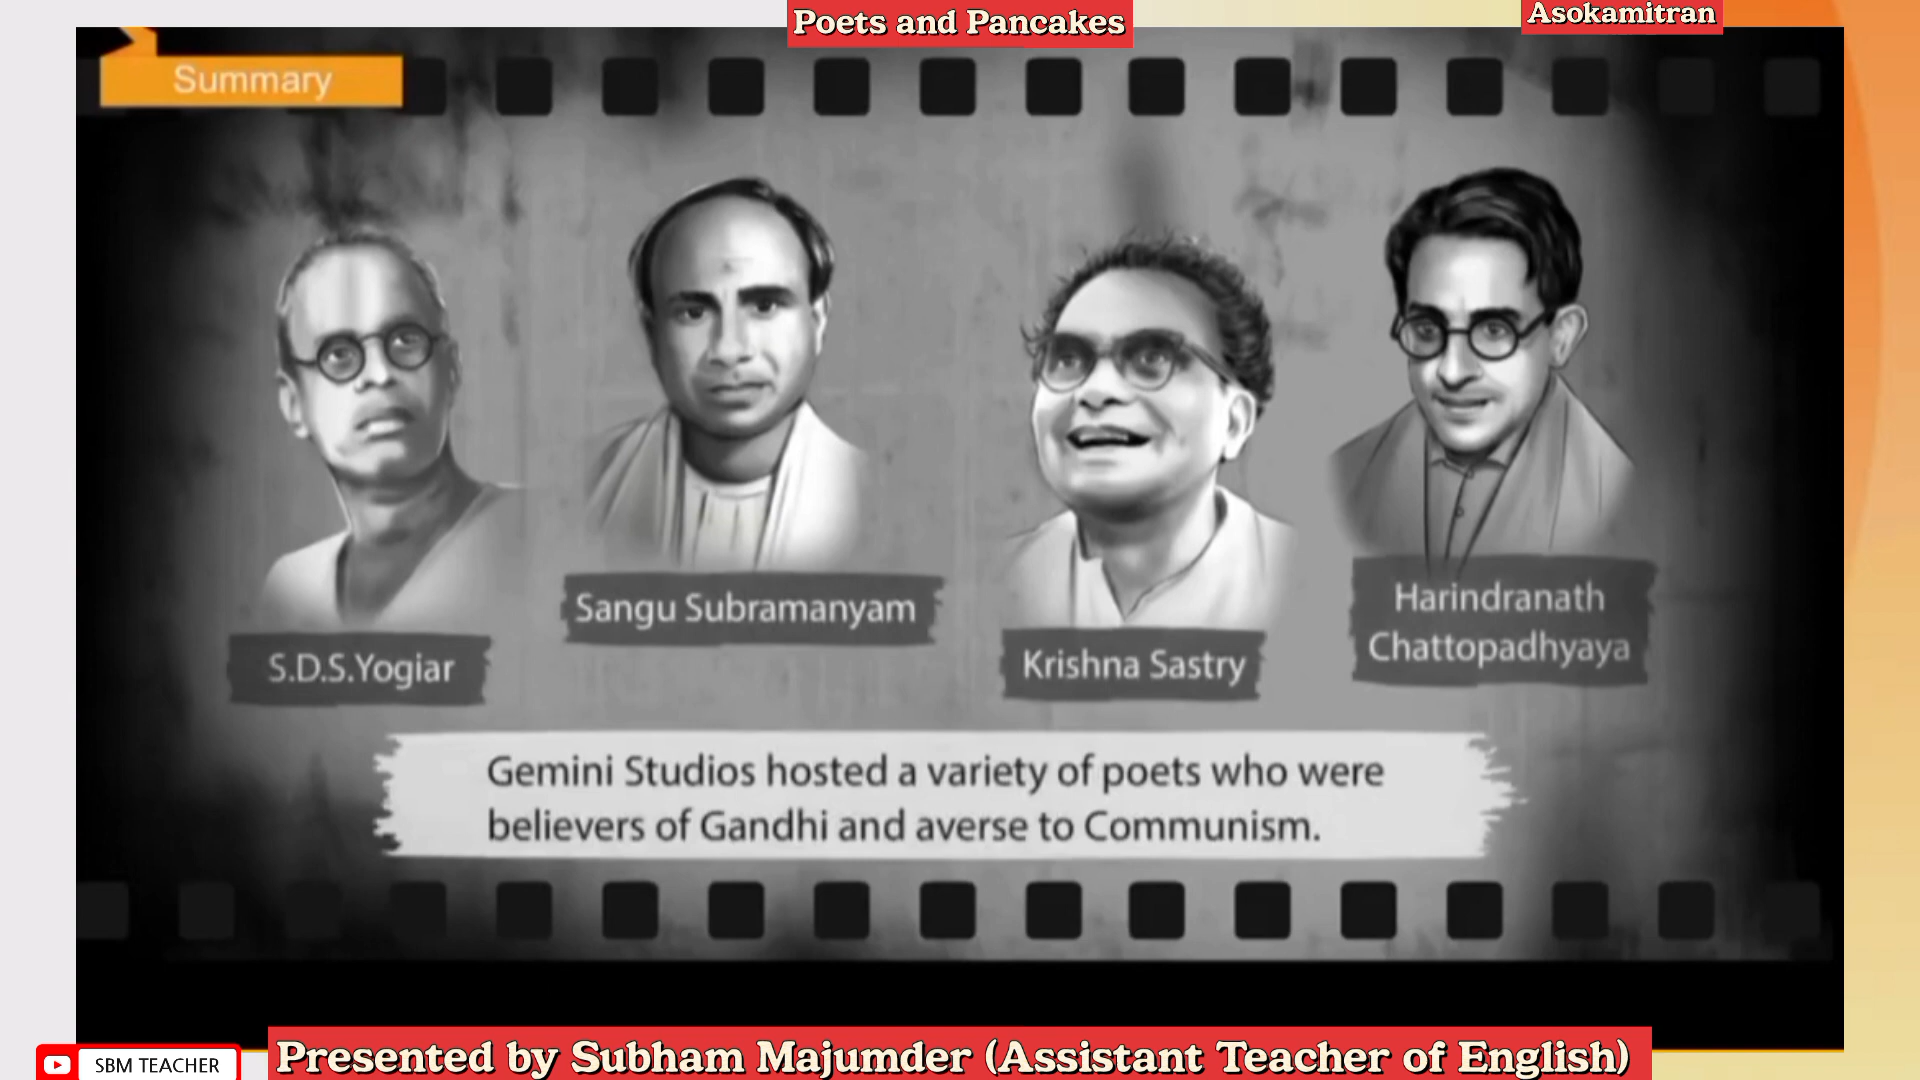 Poets and Pancakes
Asokamitran
Summary
S.D.S.Yogiar
Sangu Subramanyam
Krishna Sastry
Harindranath
Chattopadhyaya
Gemini Studios hosted a variety of poets who were
believers of Gandhi and averse to Communism.
SBM TEACHER
Presented by Subham Majumder (Assistant Teacher of English)